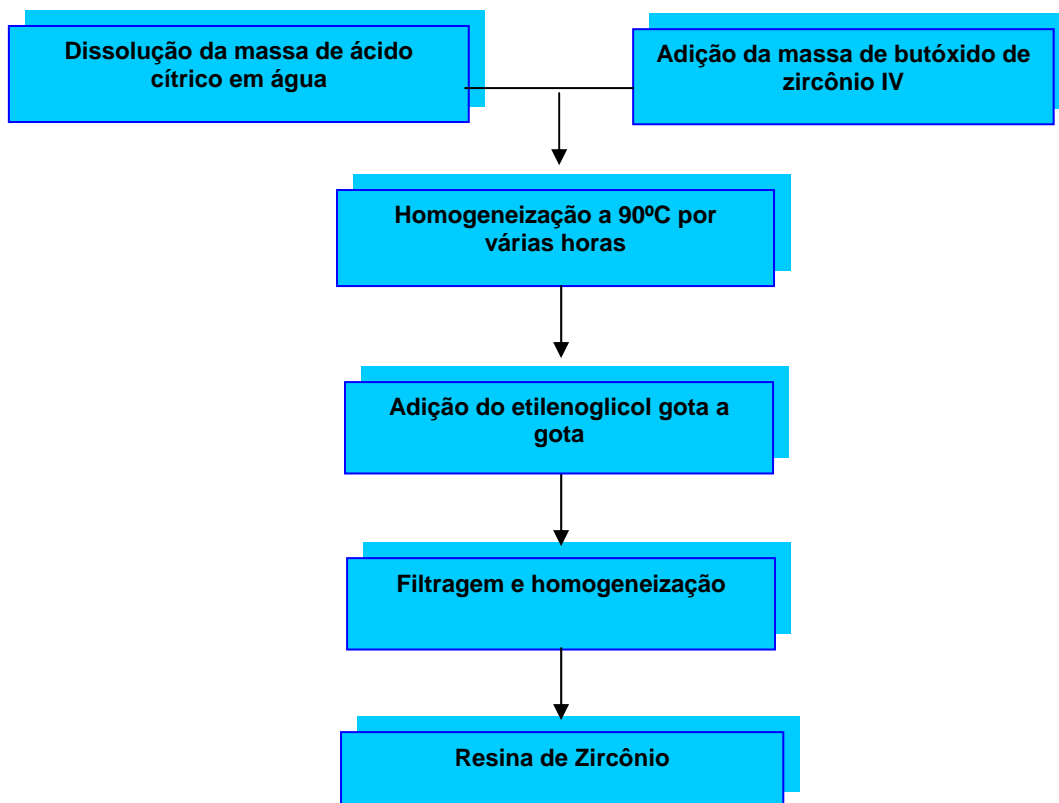 Dissolução da massa de ácido
cítrico em água
Adição da massa de butóxido de
zircônio IV
Homogeneização a 90ºC por
várias horas
Adição do etilenoglicol gota a
gota
Filtragem e homogeneização
Resina de Zircônio